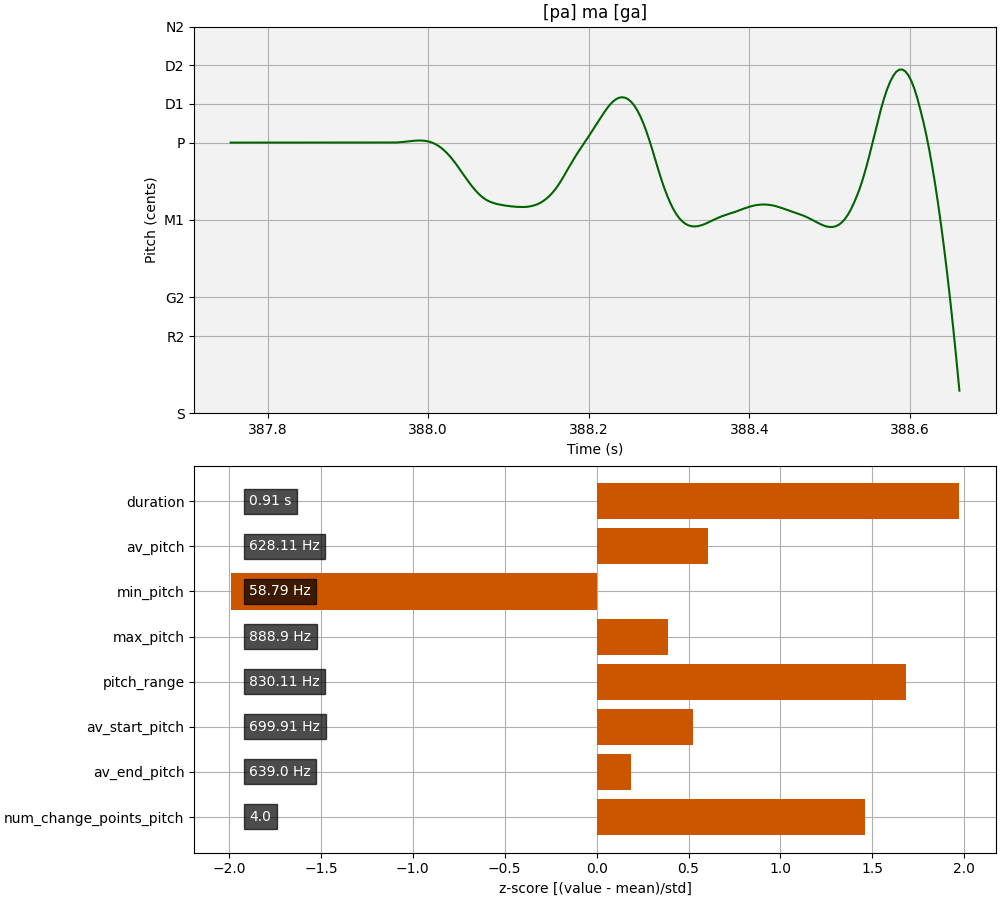 [pa] ma [ga]
N2
D2
D1
P
M1
G2
R2
S
Pitch (cents)
387.8 388.0 388.2 388.4 388.6
Time (s)
duration 0.91 s
av_pitch 628.11 Hz
min_pitch 58.79 Hz
max_pitch 888.9 Hz
pitch_range 830.11 Hz
av_start_pitch 699.91 Hz
av_end_pitch 639.0 Hz
num_change_points_pitch 4.0
−2.0 −1.5 −1.0 −0.5 0.0 0.5 1.0 1.5 2.0
z-score [(value - mean)/std]